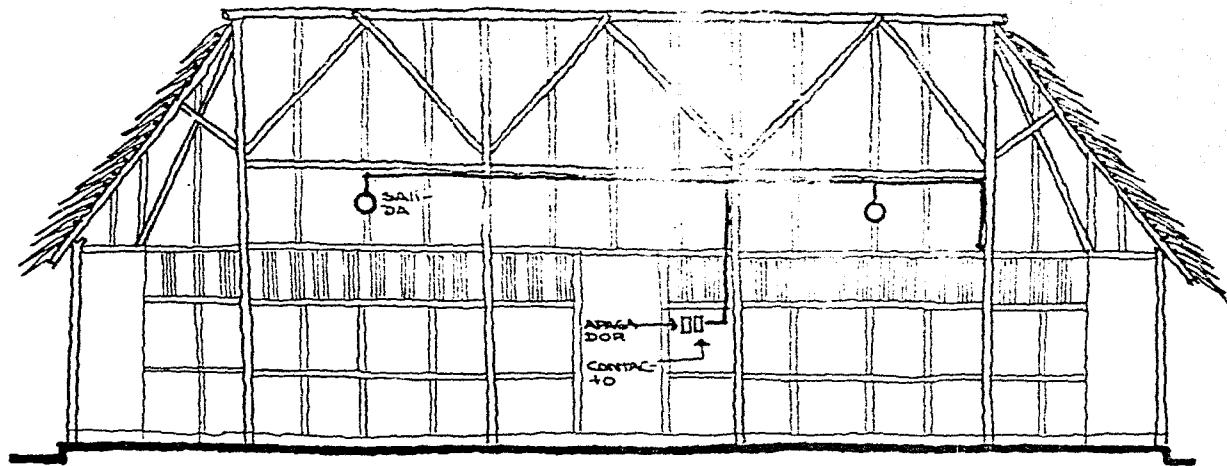 SALI-
DA
APAGA
DOR
CONTAC-
TO